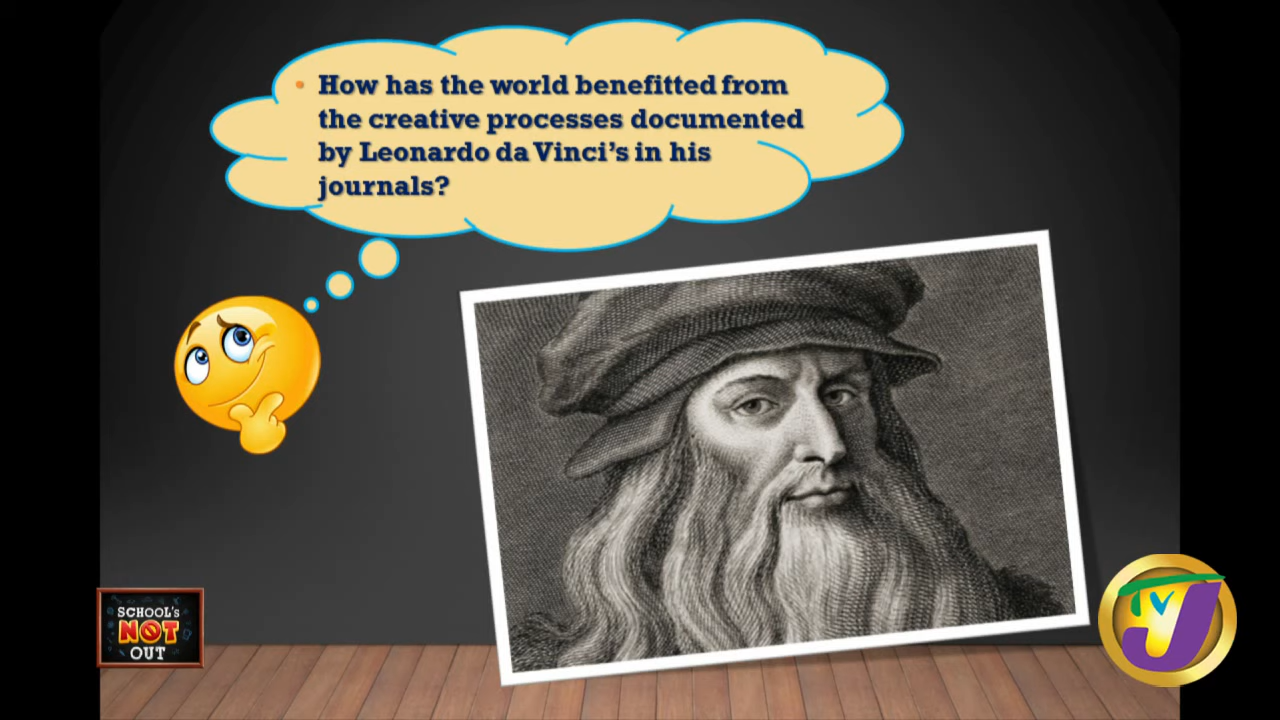 • How has the world benefitted from
the creative processes documented
by Leonardo da Vinci's in his
journals?
SCHOOL's
NOT
OUT
TVJ